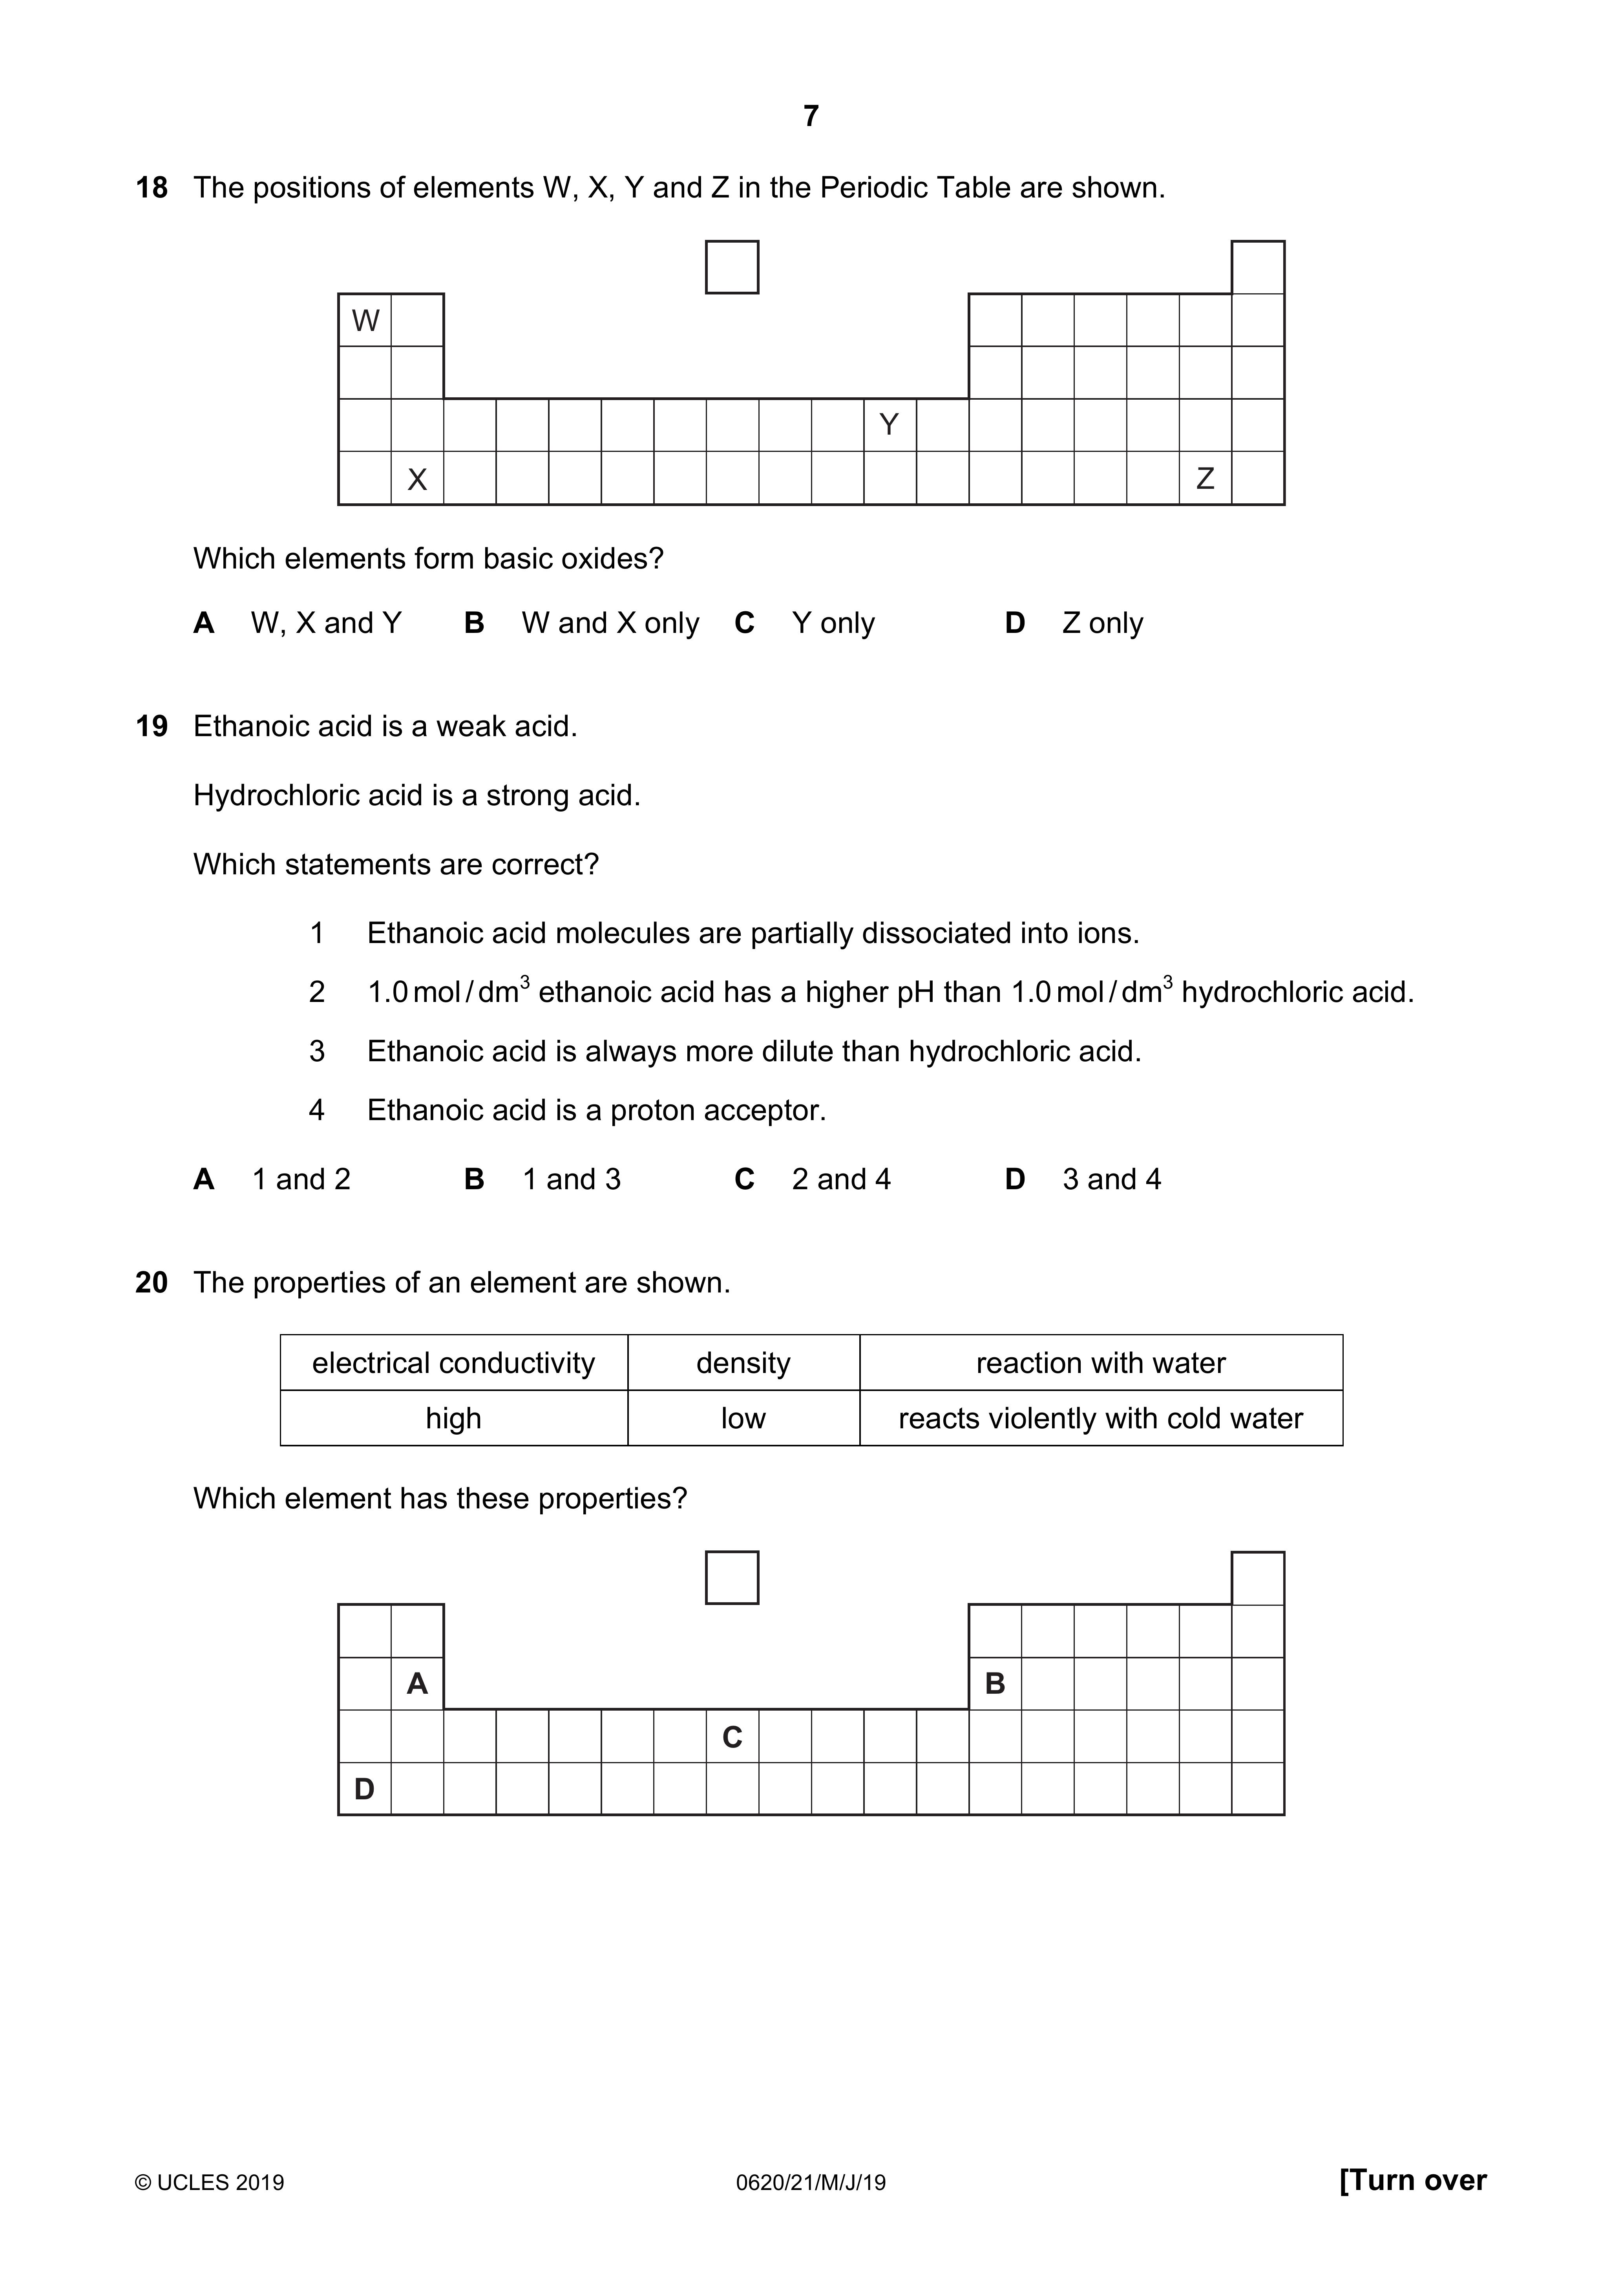 7
18 The positions of elements W, X, Y and Z in the Periodic Table are shown.
W
Y
X Z
Which elements form basic oxides?
A W, X and Y B W and X only C Y only D Z only
19 Ethanoic acid is a weak acid.
Hydrochloric acid is a strong acid.
Which statements are correct?
1 Ethanoic acid molecules are partially dissociated into ions.
2 1.0 mol / dm³ ethanoic acid has a higher pH than 1.0 mol / dm³ hydrochloric acid.
3 Ethanoic acid is always more dilute than hydrochloric acid.
4 Ethanoic acid is a proton acceptor.
A 1 and 2 B 1 and 3 C 2 and 4 D 3 and 4
20 The properties of an element are shown.
electrical conductivity density reaction with water
high low reacts violently with cold water
Which element has these properties?
A B
C
D
© UCLES 2019 0620/21/M/J/19 [Turn over